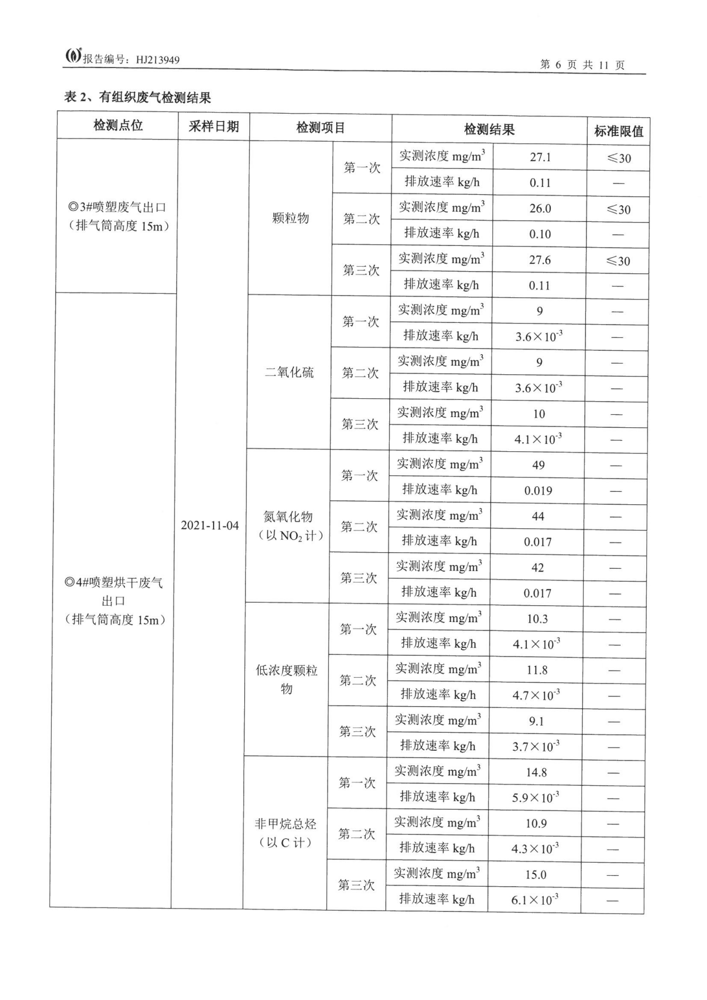 报告编号：HJ213949
第 6 页 共 11 页
表 2、有组织废气检测结果
检测点位 采样日期 检测项目 检测结果 标准限值
◎3#喷塑废气出口
（排气筒高度 15m）
2021-11-04
颗粒物
第一次 实测浓度 mg/m³ 27.1 ≤30
排放速率 kg/h 0.11 —
第二次 实测浓度 mg/m³ 26.0 ≤30
排放速率 kg/h 0.10 —
第三次 实测浓度 mg/m³ 27.6 ≤30
排放速率 kg/h 0.11 —
◎4#喷塑烘干废气
出口
（排气筒高度 15m）
二氧化硫
第一次 实测浓度 mg/m³ 9 —
排放速率 kg/h 3.6×10⁻³ —
第二次 实测浓度 mg/m³ 9 —
排放速率 kg/h 3.6×10⁻³ —
第三次 实测浓度 mg/m³ 10 —
排放速率 kg/h 4.1×10⁻³ —
氮氧化物
（以 NO₂ 计）
第一次 实测浓度 mg/m³ 49 —
排放速率 kg/h 0.019 —
第二次 实测浓度 mg/m³ 44 —
排放速率 kg/h 0.017 —
第三次 实测浓度 mg/m³ 42 —
排放速率 kg/h 0.017 —
低浓度颗粒
物
第一次 实测浓度 mg/m³ 10.3 —
排放速率 kg/h 4.1×10⁻³ —
第二次 实测浓度 mg/m³ 11.8 —
排放速率 kg/h 4.7×10⁻³ —
第三次 实测浓度 mg/m³ 9.1 —
排放速率 kg/h 3.7×10⁻³ —
非甲烷总烃
（以 C 计）
第一次 实测浓度 mg/m³ 14.8 —
排放速率 kg/h 5.9×10⁻³ —
第二次 实测浓度 mg/m³ 10.9 —
排放速率 kg/h 4.3×10⁻³ —
第三次 实测浓度 mg/m³ 15.0 —
排放速率 kg/h 6.1×10⁻³ —